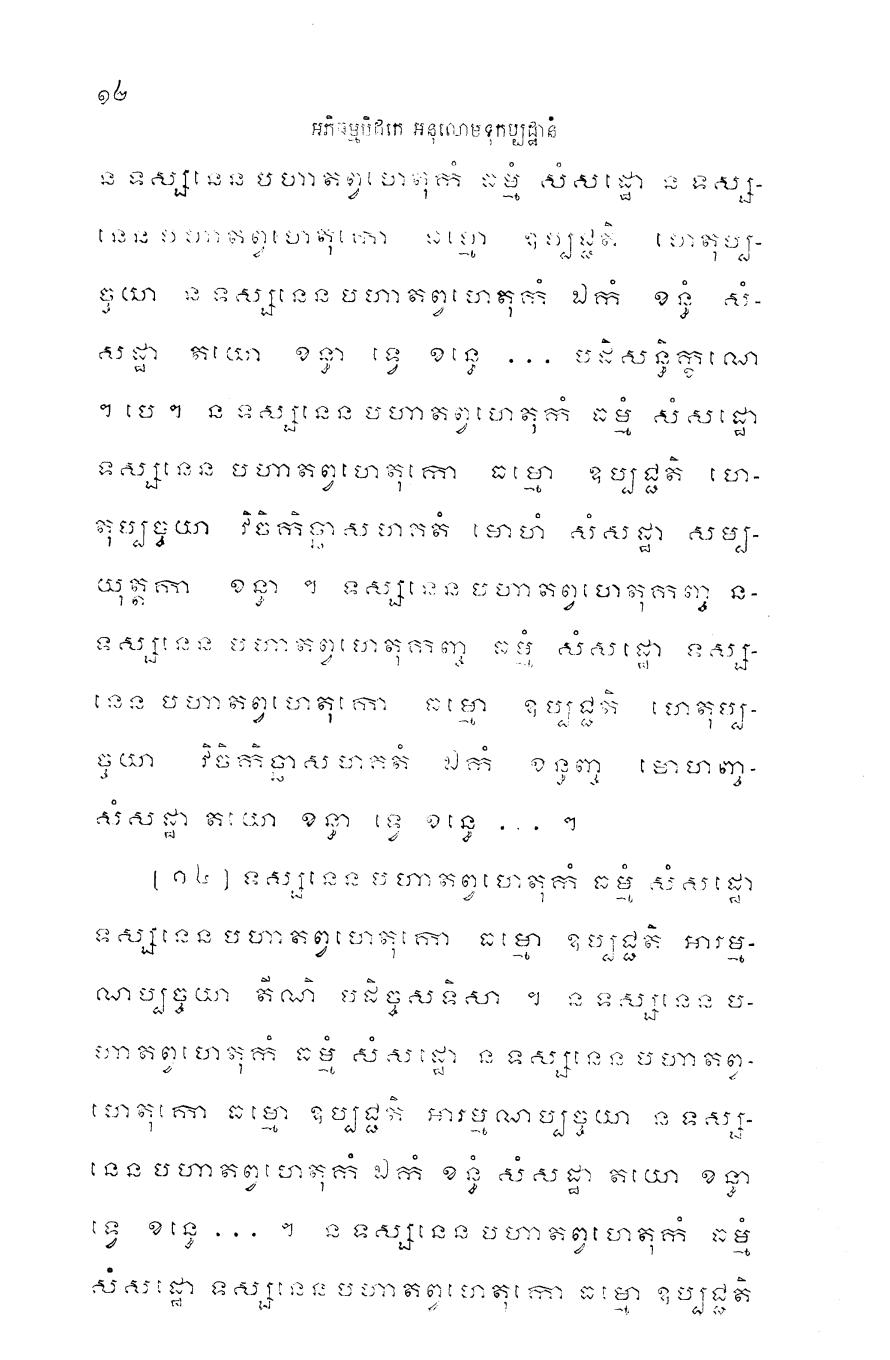 ១៤
អភិធម្មបិដកេ អនុលោមទុកប្បដ្ឋានំ
ន ទស្សនេន បហាតព្វហេតុកំ ធម្មំ សំសដ្ឋោ ន ទស្ស-
នេន បហាតព្វហេតុកោ ធម្មោ ឧប្បជ្ជតិ ហេតុប្ប-
ច្ចយា ន ទស្សនេន បហាតព្វហេតុកំ ឯកំ ខន្ធំ សំ-
សដ្ឋា តយោ ខន្ធា ទ្វេ ខន្ធេ ... បដិសន្ធិក្ខណេ
។ បេ ។ ន ទស្សនេន បហាតព្វហេតុកំ ធម្មំ សំសដ្ឋោ
ទស្សនេន បហាតព្វហេតុកោ ធម្មោ ឧប្បជ្ជតិ ហេ-
តុប្បច្ចយា វិចិកិច្ឆាសហគតំ មោហំ សំសដ្ឋា សម្ប-
យុត្តកា ខន្ធា ។ ទស្សនេន បហាតព្វហេតុកញ្ច ន-
ទស្សនេន បហាតព្វហេតុកញ្ច ធម្មំ សំសដ្ឋោ ទស្ស-
នេន បហាតព្វហេតុកោ ធម្មោ ឧប្បជ្ជតិ ហេតុប្ប-
ច្ចយា វិចិកិច្ឆាសហគតំ ឯកំ ខន្ធញ្ច មោហញ្ច-
សំសដ្ឋា តយោ ខន្ធា ទ្វេ ខន្ធេ ... ។
[១៤] ទស្សនេន បហាតព្វហេតុកំ ធម្មំ សំសដ្ឋោ
ទស្សនេន បហាតព្វហេតុកោ ធម្មោ ឧប្បជ្ជតិ អារម្ម-
ណប្បច្ចយា តីណិ បដិច្ចសទិសា ។ ន ទស្សនេន ប-
ហាតព្វហេតុកំ ធម្មំ សំសដ្ឋោ ន ទស្សនេន បហាតព្វ-
ហេតុកោ ធម្មោ ឧប្បជ្ជតិ អារម្មណប្បច្ចយា ន ទស្ស-
នេន បហាតព្វហេតុកំ ឯកំ ខន្ធំ សំសដ្ឋា តយោ ខន្ធា
ទ្វេ ខន្ធេ ... ។ ន ទស្សនេន បហាតព្វហេតុកំ ធម្មំ
សំសដ្ឋោ ទស្សនេន បហាតព្វហេតុកោ ធម្មោ ឧប្បជ្ជតិ